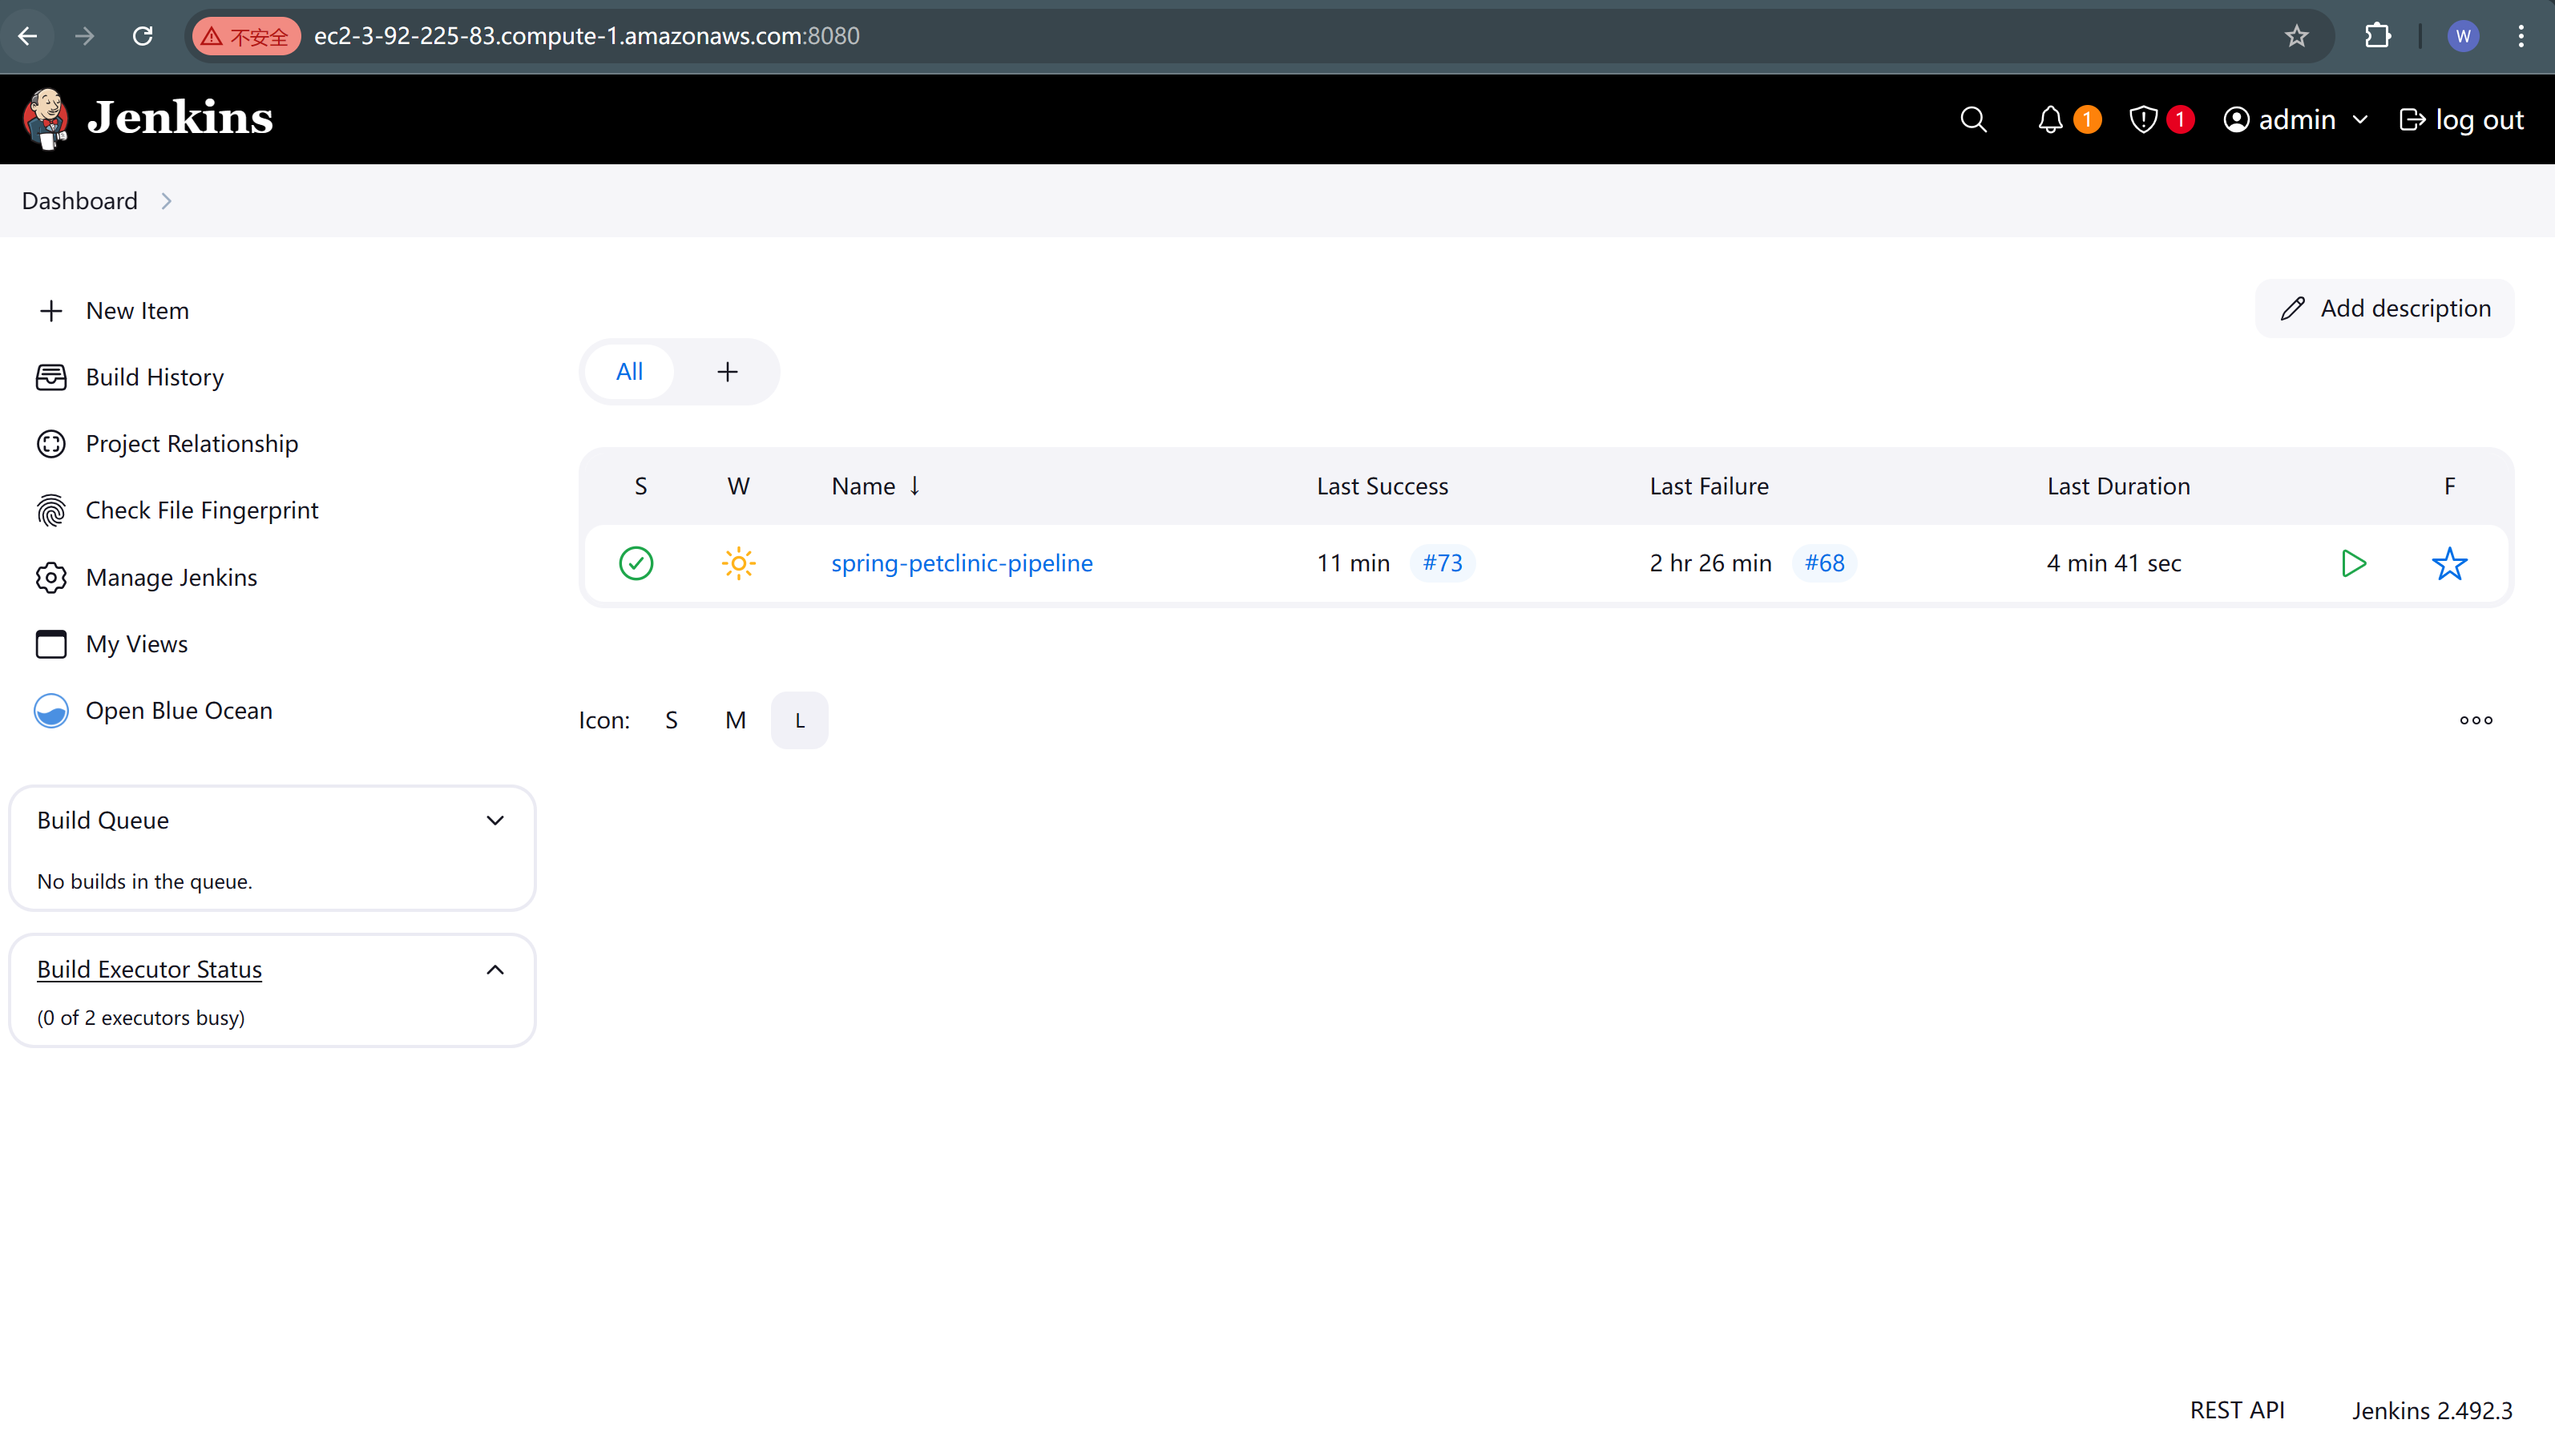 不安全 ec2-3-92-225-83.compute-1.amazonaws.com:8080 W
Jenkins 1 1 admin log out
Dashboard
New Item
Build History
Project Relationship
Check File Fingerprint
Manage Jenkins
My Views
Open Blue Ocean
Build Queue
No builds in the queue.
Build Executor Status
(0 of 2 executors busy)
Add description
All +
S W Name ↓ Last Success Last Failure Last Duration F
spring-petclinic-pipeline 11 min #73 2 hr 26 min #68 4 min 41 sec
Icon: S M L
REST API Jenkins 2.492.3